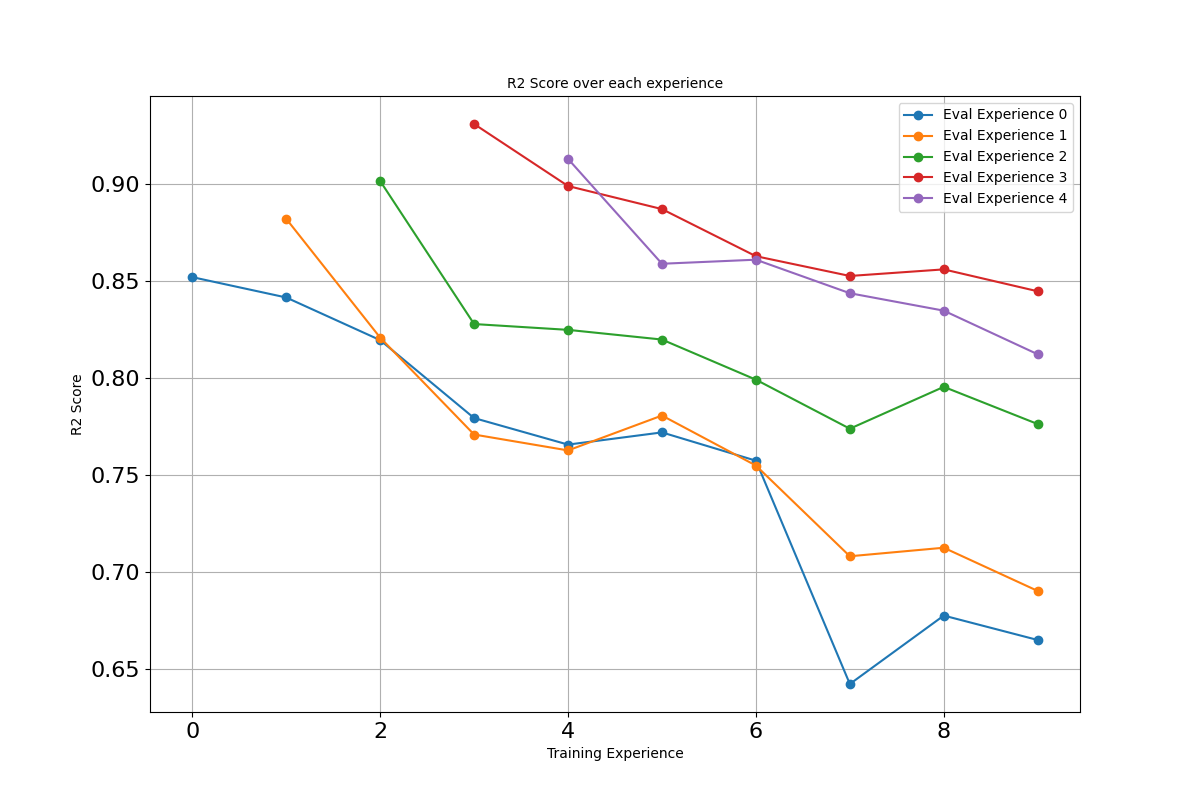 R2 Score over each experience
Eval Experience 0
Eval Experience 1
Eval Experience 2
Eval Experience 3
Eval Experience 4
0.90
0.85
0.80
0.75
0.70
0.65
R2 Score
0 2 4 6 8
Training Experience